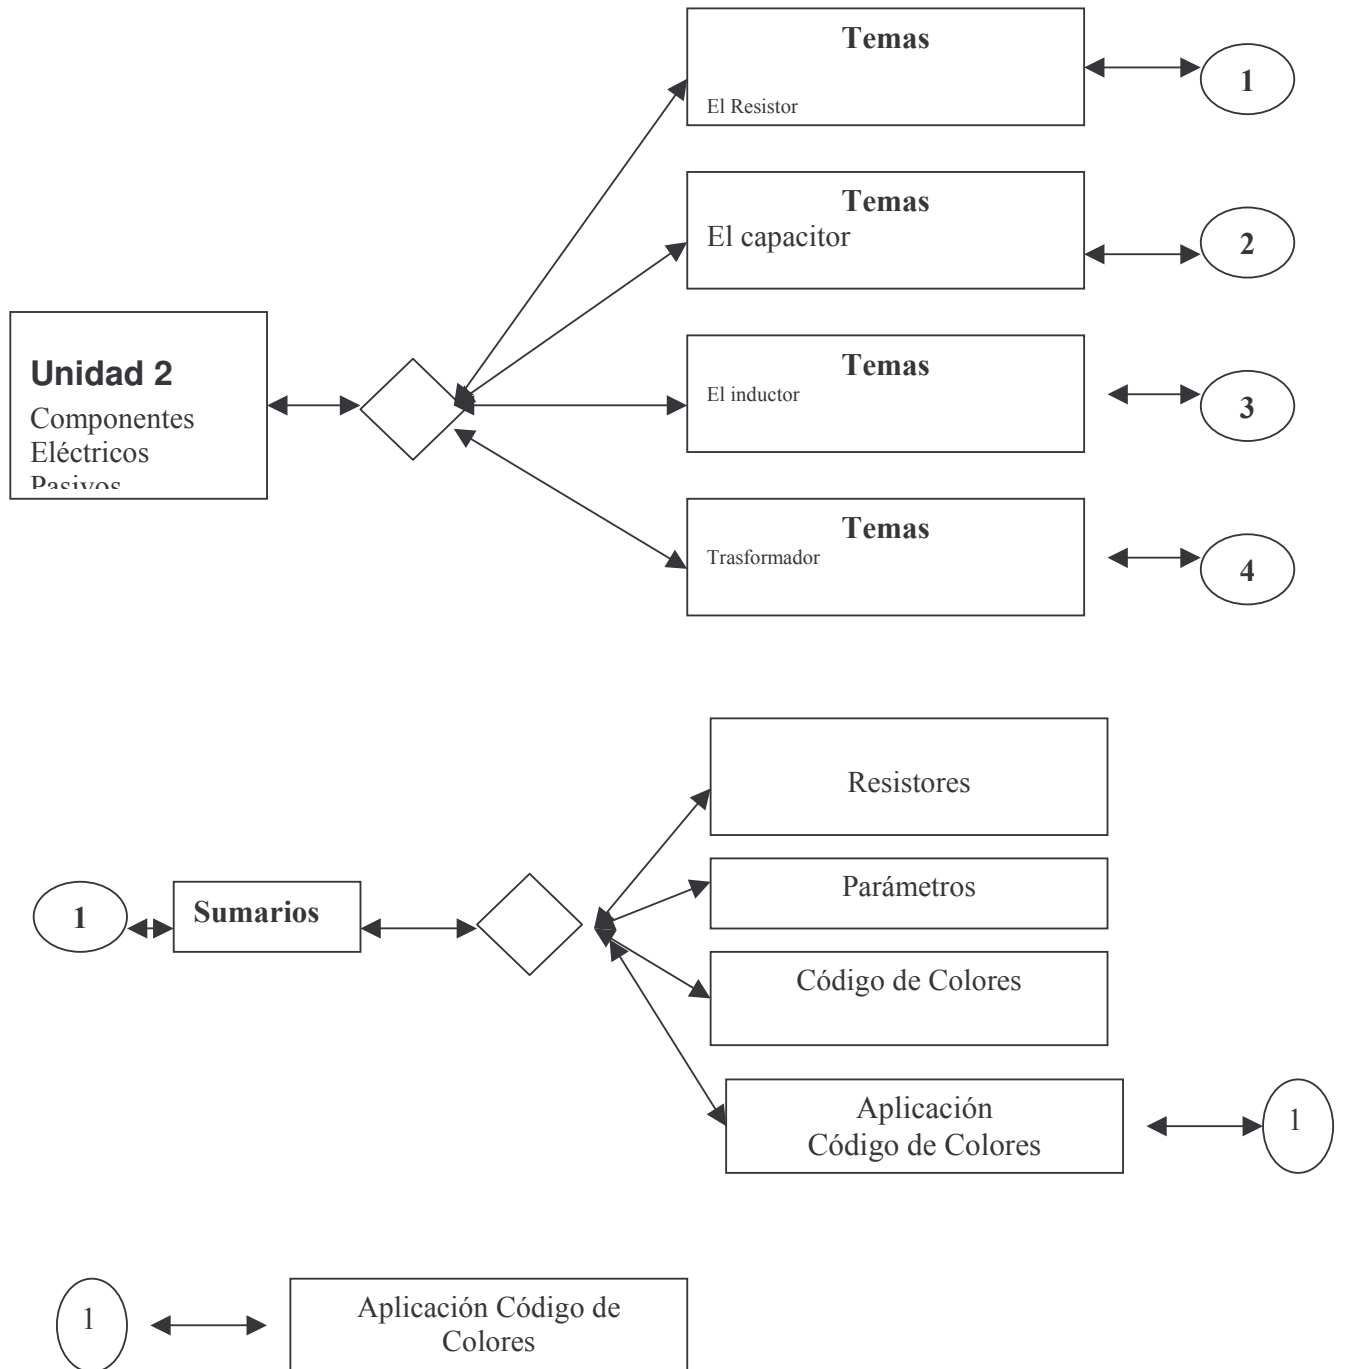 Temas
El Resistor
1
Temas
El capacitor
2
Unidad 2
Componentes
Eléctricos
Pasivos
Temas
El inductor
3
Temas
Trasformador
4
Resistores
1
Sumarios
Parámetros
Código de Colores
Aplicación
Código de Colores
1
1
Aplicación Código de
Colores